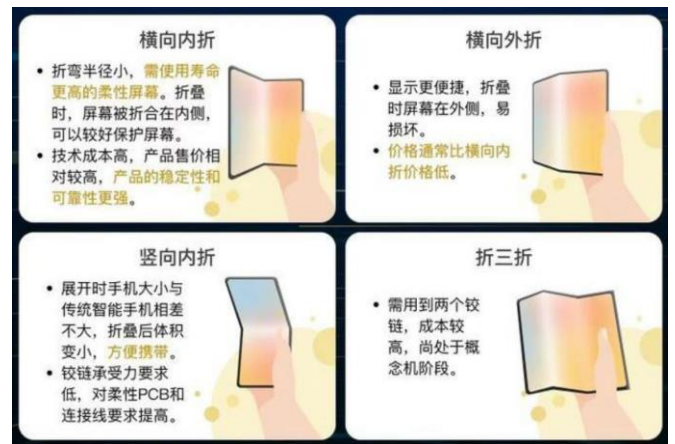 横向内折
• 折弯半径小，需使用寿命
更高的柔性屏幕。折叠
时，屏幕被折合在内侧，
可以较好保护屏幕。
• 技术成本高，产品售价相
对较高，产品的稳定性和
可靠性更强。
横向外折
• 显示更便捷，折叠
时屏幕在外侧，易
损坏。
• 价格通常比横向内
折价格低。
竖向内折
• 展开时手机大小与
传统智能手机相差
不大，折叠后体积
变小，方便携带。
• 铰链承受力要求
低，对柔性PCB和
连接线要求提高。
折三折
• 需用到两个铰
链，成本较
高，尚处于概
念机阶段。